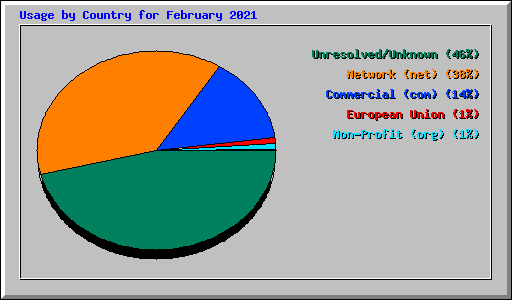 Usage by Country for February 2021
Unresolved/Unknown (46%)
Network (net) (38%)
Commercial (com) (14%)
European Union (1%)
Non-Profit (org) (1%)